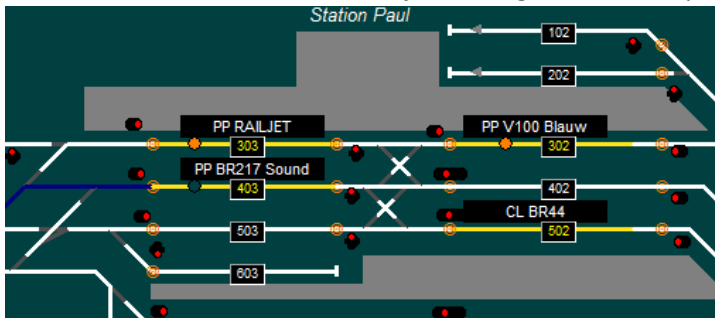 Station Paul
102
202
PP RAILJET
303
PP V100 Blauw
302
PP BR217 Sound
403
402
CL BR44
503
502
603